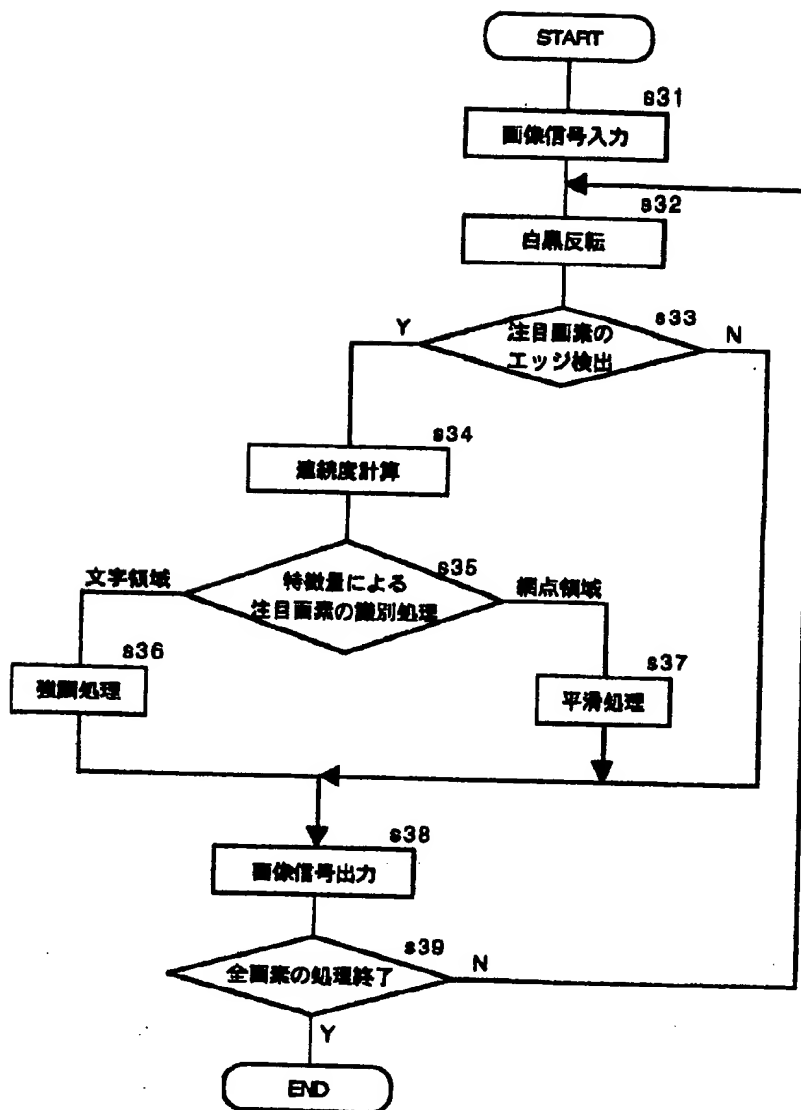 START
s31
画像信号入力
s32
白黒反転
s33
Y
注目画素の
エッジ検出
N
s34
連続度計算
s35
文字領域
特徴量による
注目画素の識別処理
網点領域
s36
強調処理
s37
平滑処理
s38
画像信号出力
s39
全画素の処理終了
N
Y
END